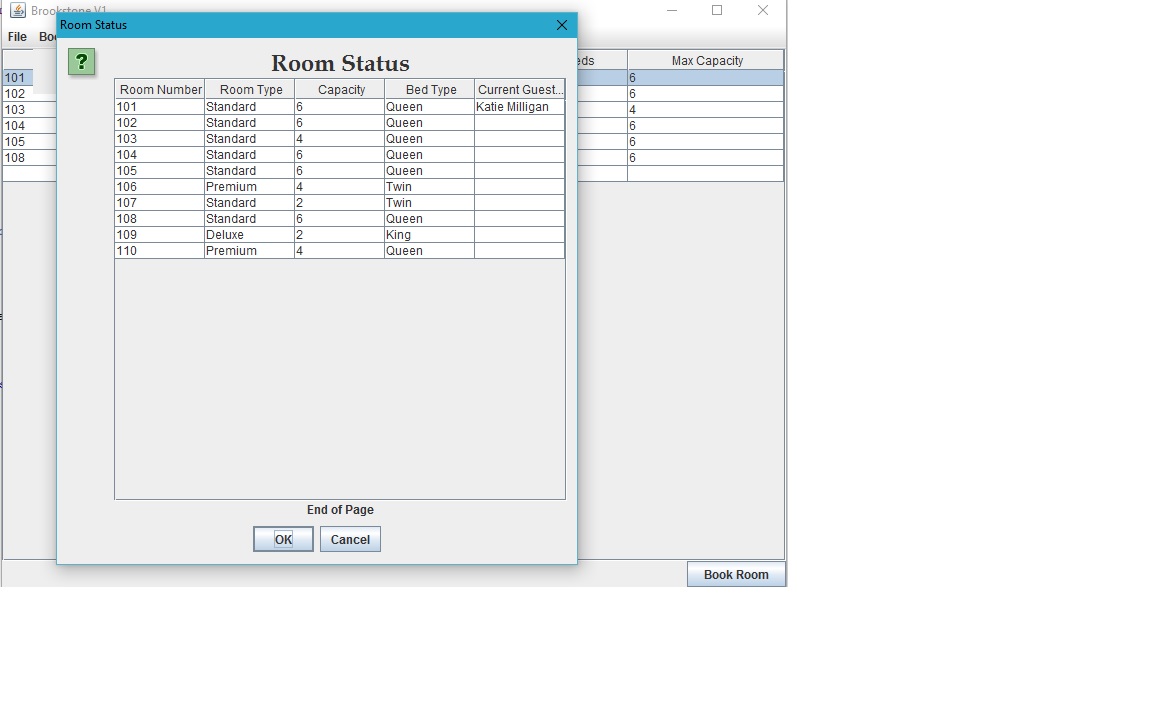 Brookstone V1
Room Status
File Boo
Room Status
eds Max Capacity
Room Number Room Type Capacity Bed Type Current Guest...
101 6
101 Standard 6 Queen Katie Milligan
102 6
102 Standard 6 Queen
103 4
103 Standard 4 Queen
104 6
104 Standard 6 Queen
105 6
105 Standard 6 Queen
108 6
106 Premium 4 Twin
107 Standard 2 Twin
108 Standard 6 Queen
109 Deluxe 2 King
110 Premium 4 Queen
End of Page
OK Cancel
Book Room